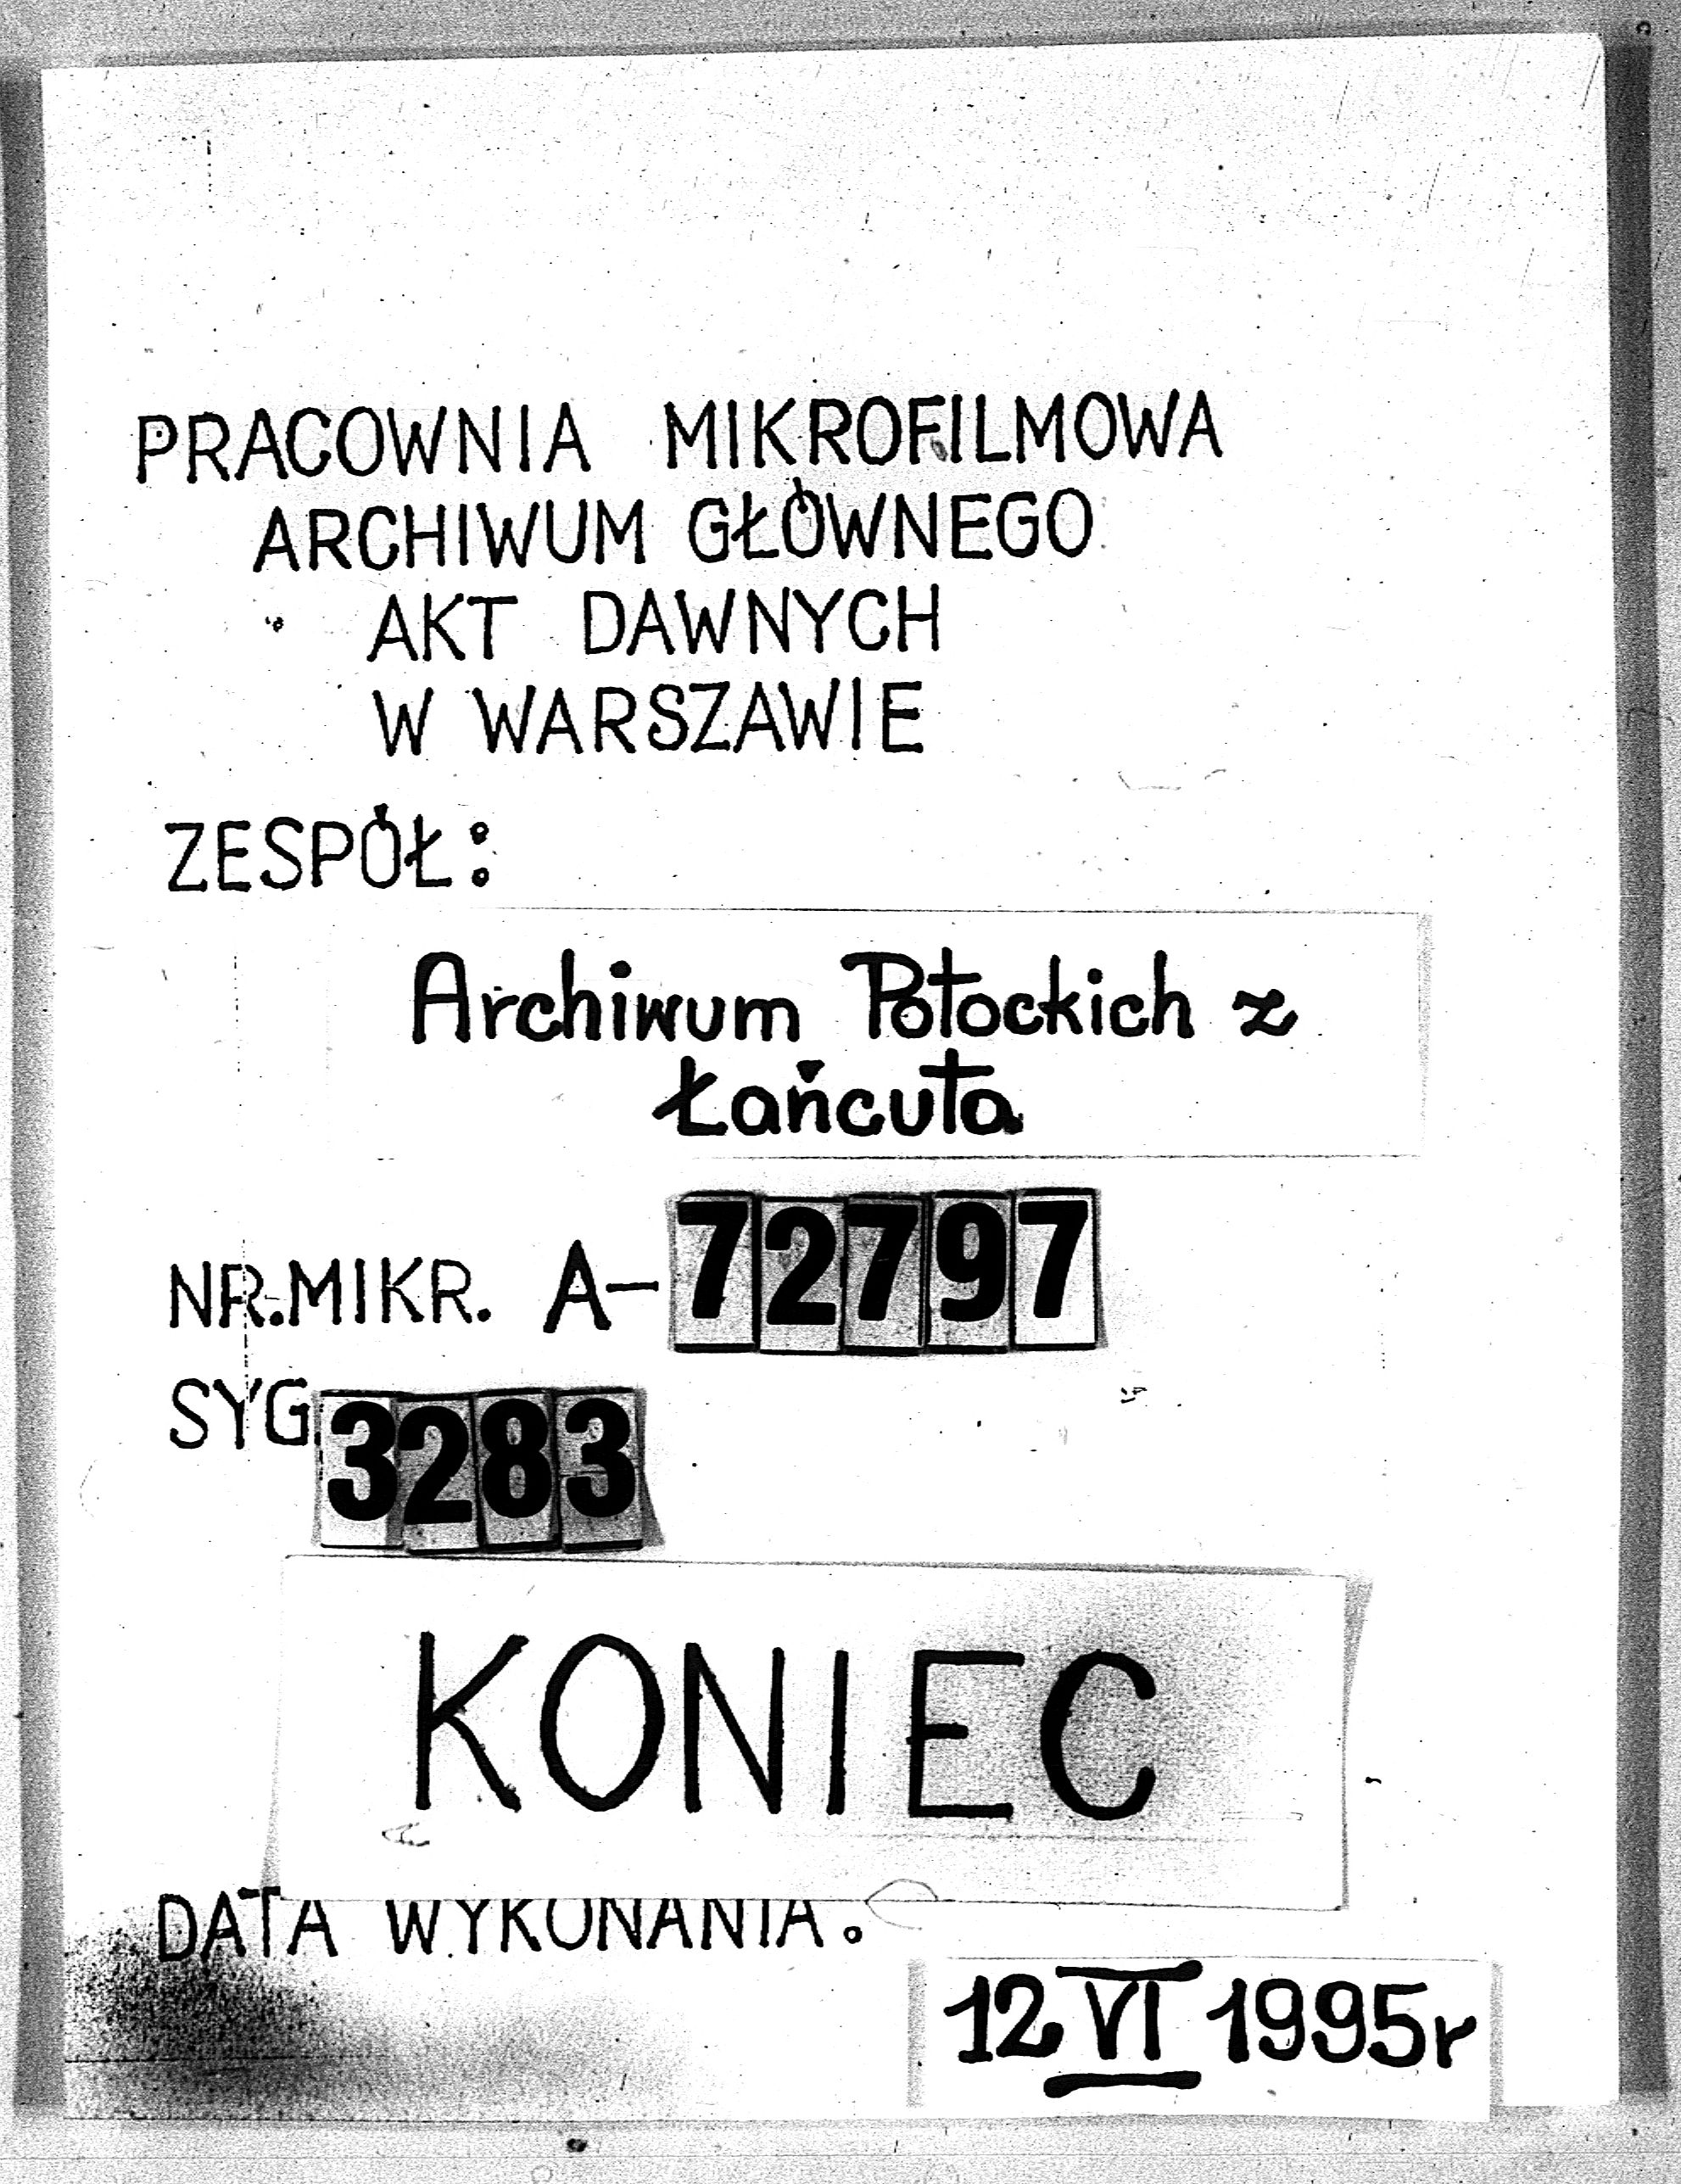 PRACOWNIA MIKROFILMOWA
ARCHIWUM GŁÓWNEGO
AKT DAWNYCH
W WARSZAWIE
ZESPÓŁ:
Archiwum Potockich z
Łańcuta
NR.MIKR. A-72797
SYG. 3283
KONIEC
DATA WYKONANIA:
12 VI 1995r